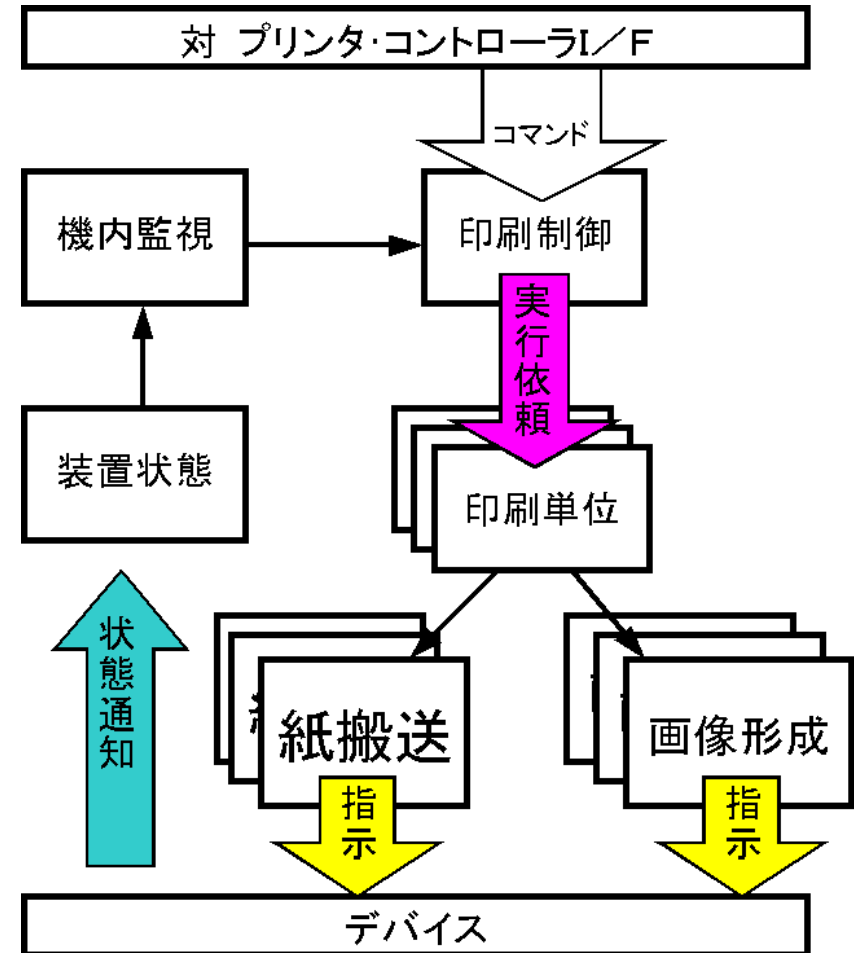 対 プリンタ・コントローラI/F
コマンド
機内監視
印刷制御
実行依頼
装置状態
印刷単位
状態通知
紙搬送
画像形成
指示
指示
デバイス